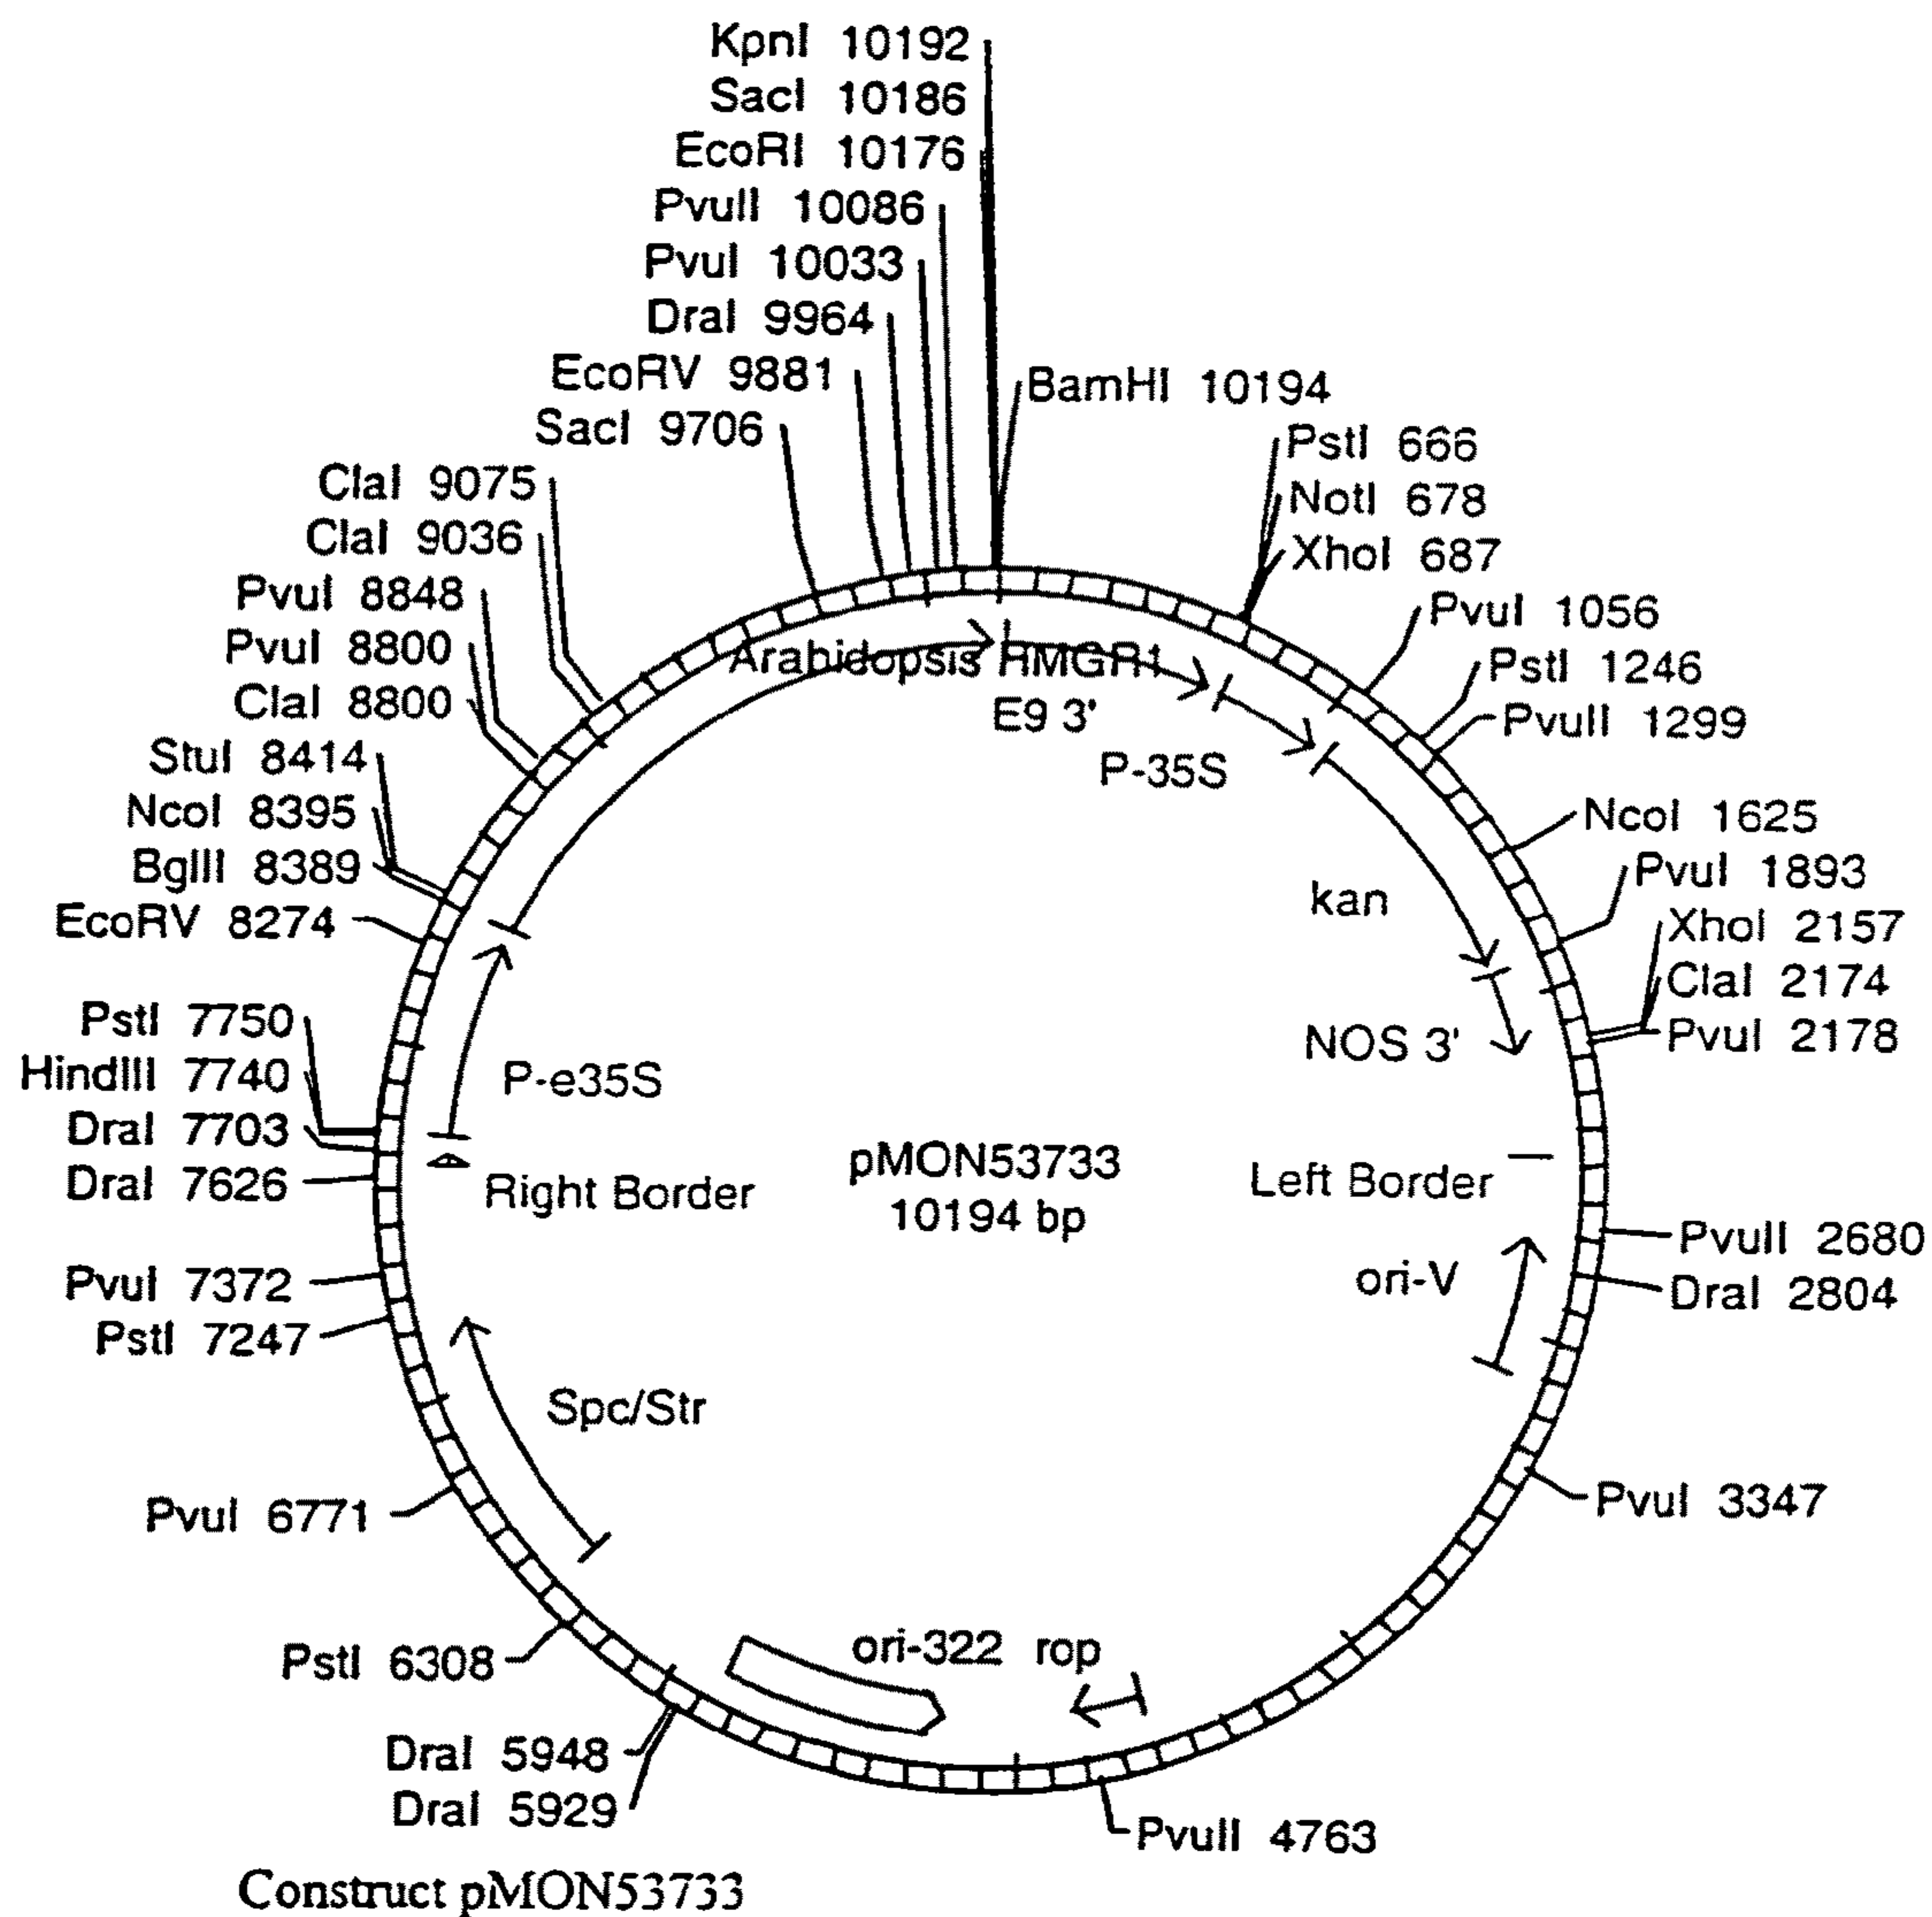 KpnI 10192
SacI 10186
EcoRI 10176
PvuII 10086
PvuI 10033
DraI 9964
EcoRV 9881
SacI 9706
BamHI 10194
PstI 666
NotI 678
XhoI 687
PvuI 1056
PstI 1246
PvuII 1299
NcoI 1625
PvuI 1893
XhoI 2157
ClaI 2174
PvuI 2178
PvuII 2680
DraI 2804
PvuI 3347
PvuII 4763
ClaI 9075
ClaI 9036
PvuI 8848
PvuI 8800
ClaI 8800
StuI 8414
NcoI 8395
BglII 8389
EcoRV 8274
PstI 7750
HindIII 7740
DraI 7703
DraI 7626
PvuI 7372
PstI 7247
PvuI 6771
PstI 6308
DraI 5948
DraI 5929
Arabidopsis HMGR1
E9 3'
P-35S
kan
NOS 3'
P-e35S
Right Border
pMON53733
10194 bp
Left Border
ori-V
Spc/Str
ori-322 rop
Construct pMON53733